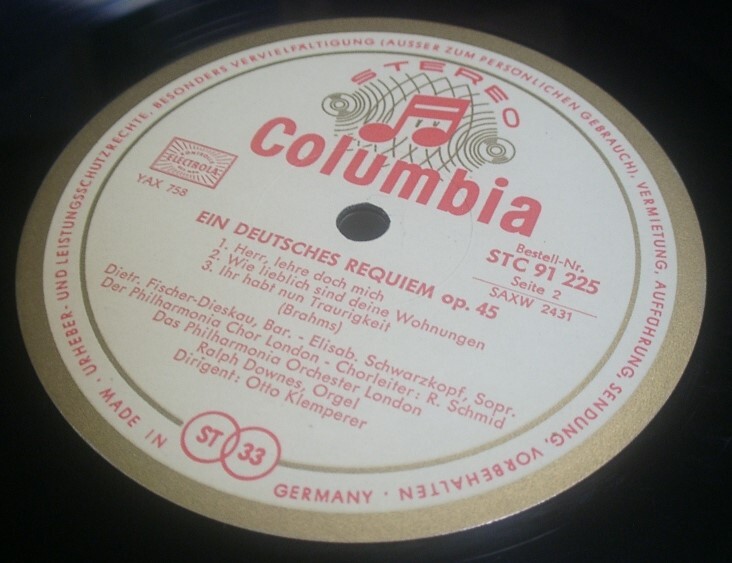 URHEBER- UND LEISTUNGSSCHUTZRECHTE, BESONDERS VERVIELFÄLTIGUNG (AUSSER ZUM PERSÖNLICHEN GEBRAUCH), VERMIETUNG, AUFFÜHRUNG, SENDUNG, VORBEHALTEN ·
STEREO
Columbia
ELECTROLA
YAX 758
Bestell-Nr.
STC 91 225
Seite 2
SAXW 2431
EIN DEUTSCHES REQUIEM op. 45
1. Herr, lehre doch mich
2. Wie lieblich sind deine Wohnungen
3. Ihr habt nun Traurigkeit
(Brahms)
Dietr. Fischer-Dieskau, Bar. - Elisab. Schwarzkopf, Sopr.
Der Philharmonia Chor London - Chorleiter: R. Schmid
Das Philharmonia Orchester London
Ralph Downes, Orgel
Dirigent: Otto Klemperer
ST 33
MADE IN GERMANY ·